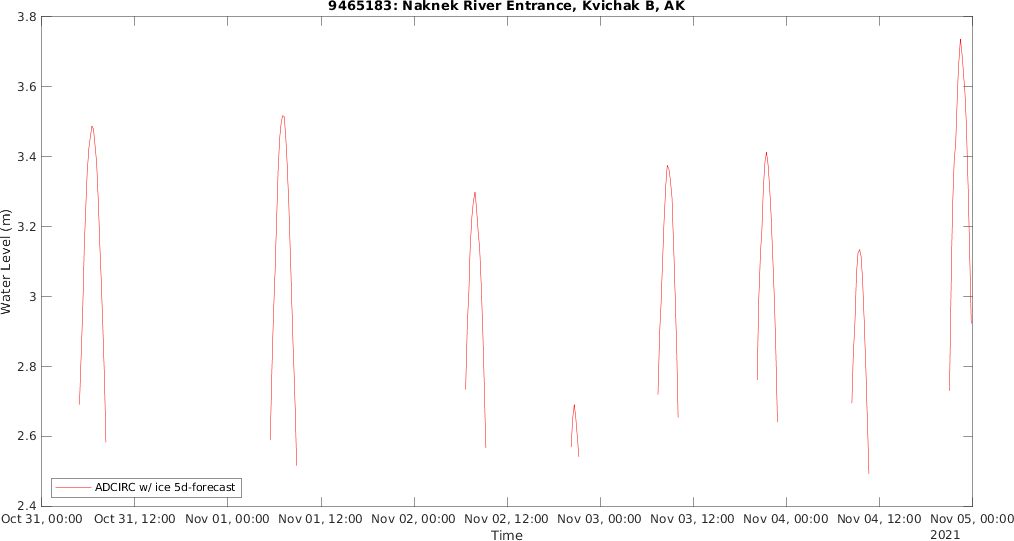 9465183: Naknek River Entrance, Kvichak B, AK
3.8
3.6
3.4
3.2
3
2.8
2.6
2.4
Water Level (m)
ADCIRC w/ ice 5d-forecast
Oct 31, 00:00 Oct 31, 12:00 Nov 01, 00:00 Nov 01, 12:00 Nov 02, 00:00 Nov 02, 12:00 Nov 03, 00:00 Nov 03, 12:00 Nov 04, 00:00 Nov 04, 12:00 Nov 05, 00:00
Time
2021